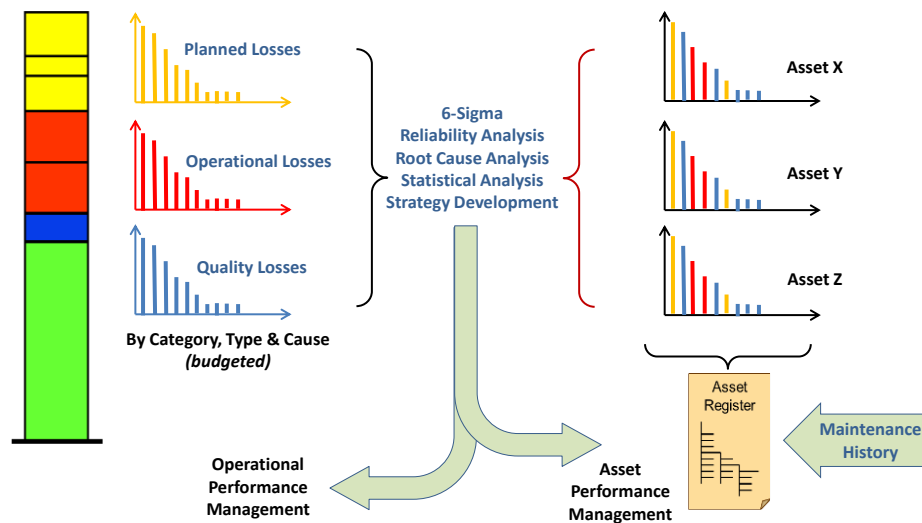 Planned Losses
Operational Losses
Quality Losses
By Category, Type & Cause
(budgeted)
6-Sigma
Reliability Analysis
Root Cause Analysis
Statistical Analysis
Strategy Development
Asset X
Asset Y
Asset Z
Asset
Register
Maintenance
History
Operational
Performance
Management
Asset
Performance
Management